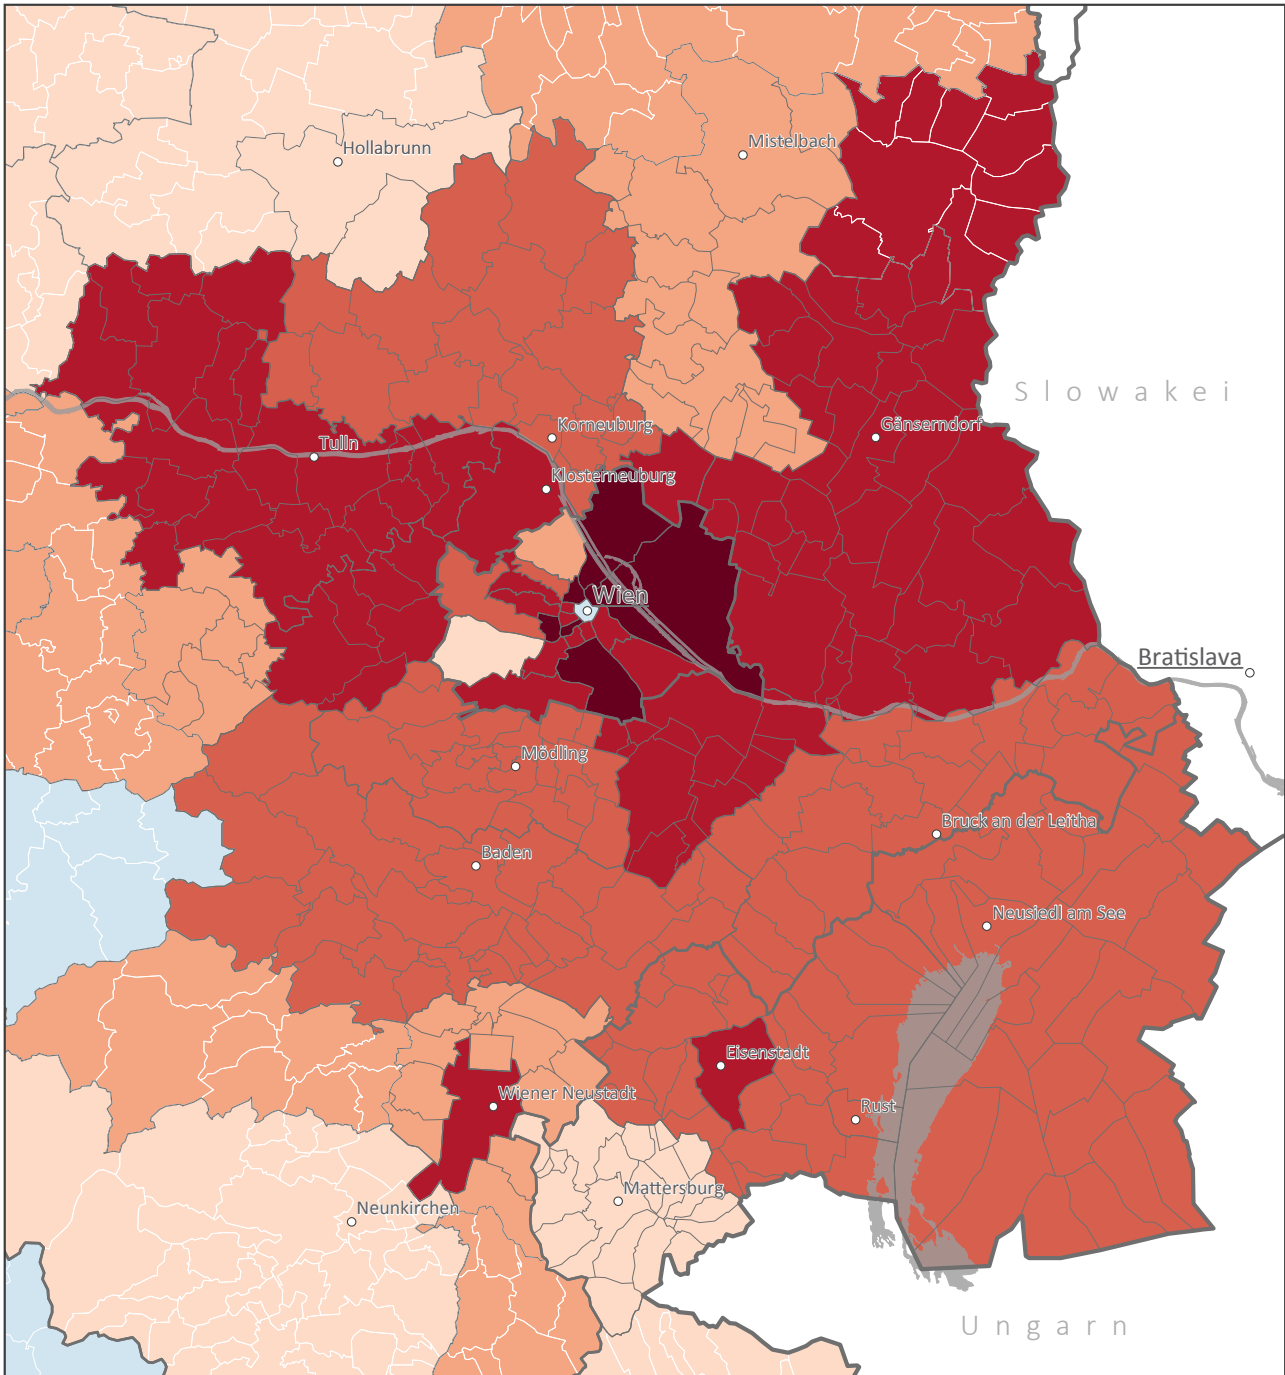 Mistelbach
Hollabrunn
Slowakei
Korneuburg
Gänserndorf
Tulln
Klosterneuburg
Wien
Bratislava
Mödling
Bruck an der Leitha
Baden
Neusiedl am See
Eisenstadt
Wiener Neustadt
Rust
Mattersburg
Neunkirchen
Ungarn